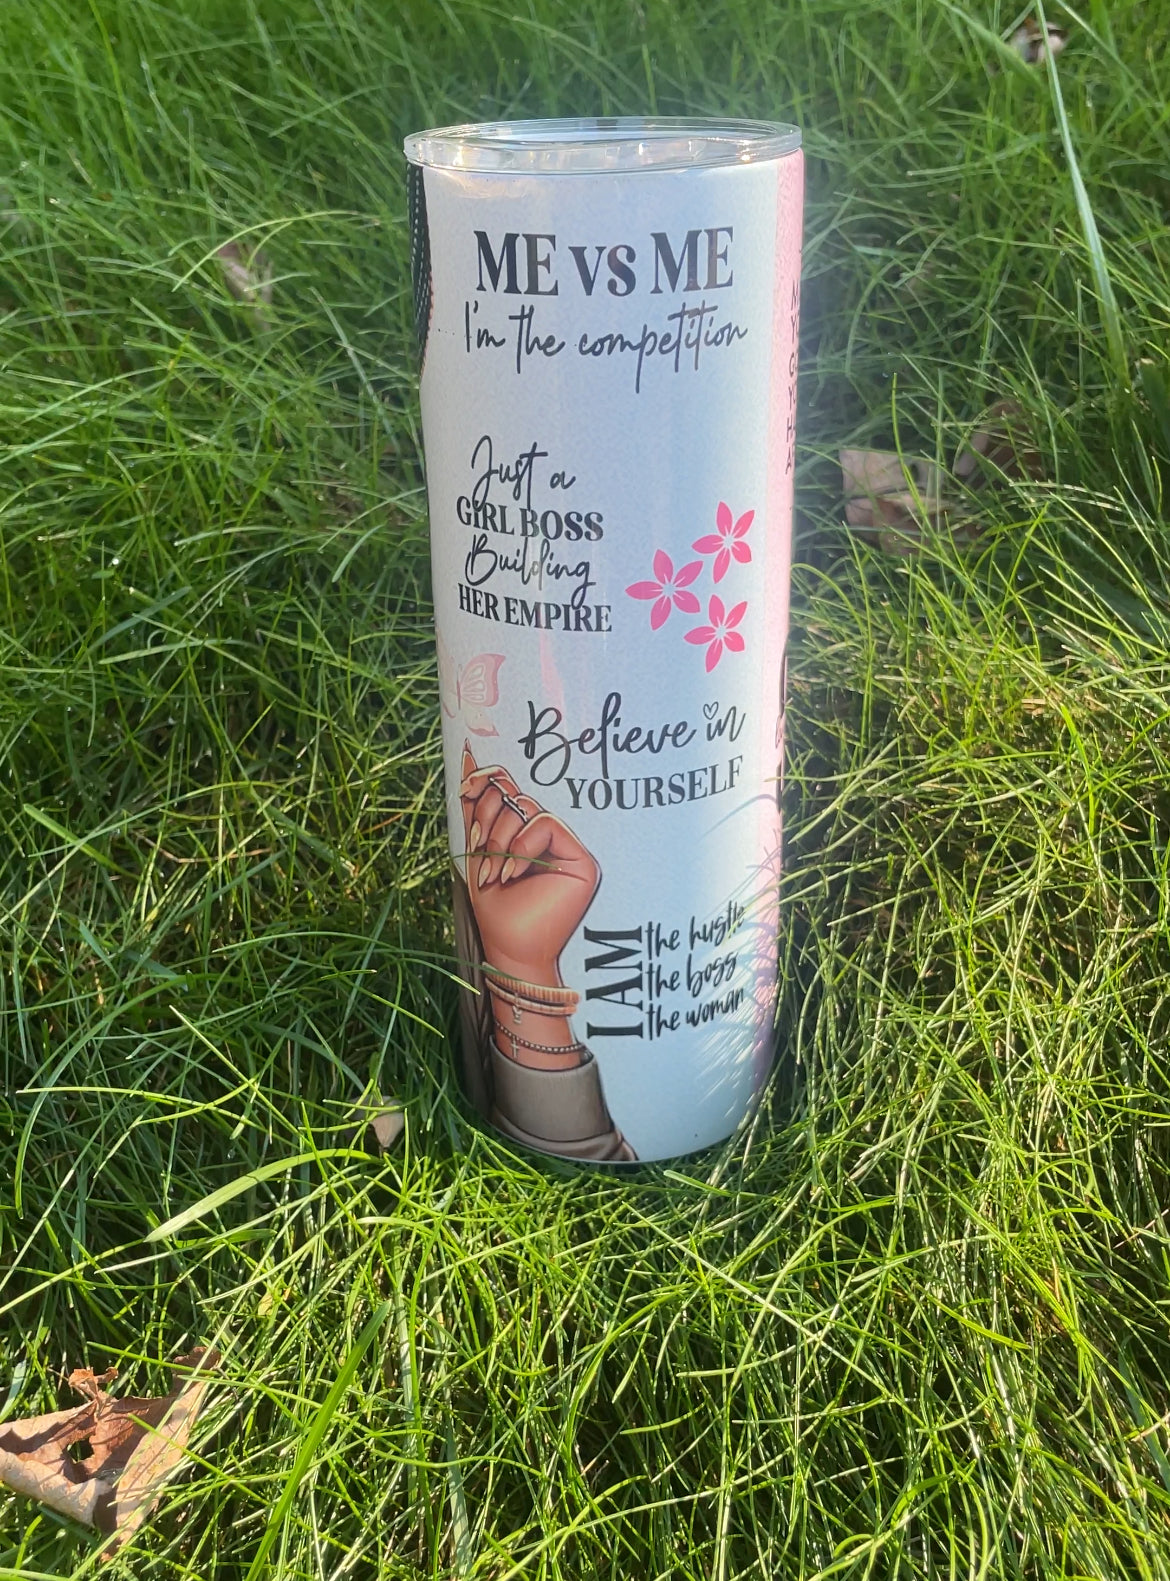 ME VS ME
I'm the competition
Just a
GIRL BOSS
Building
HER EMPIRE
Believe in
YOURSELF
I AM
the hustle
the boss
the woman